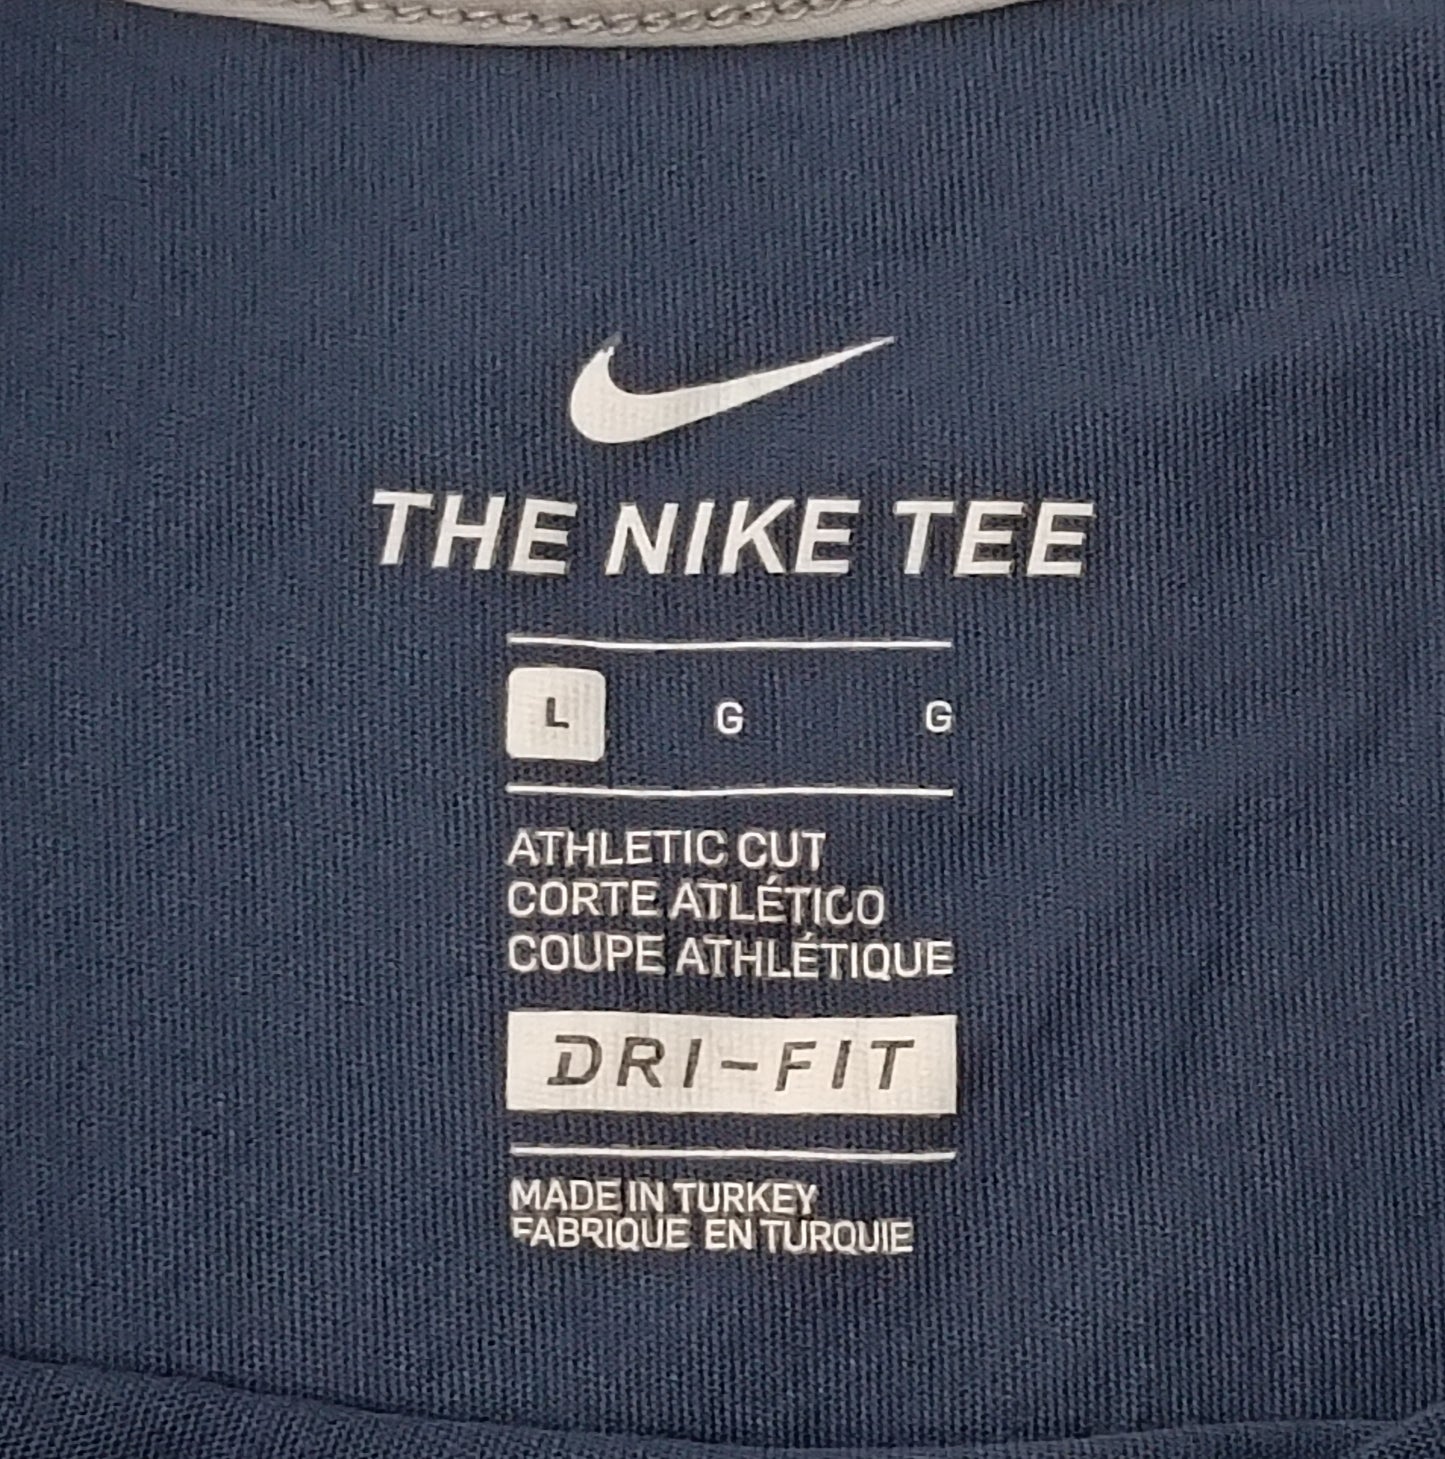 THE NIKE TEE
L G G
ATHLETIC CUT
CORTE ATLÉTICO
COUPE ATHLÉTIQUE
DRI-FIT
MADE IN TURKEY
FABRIQUE EN TURQUIE